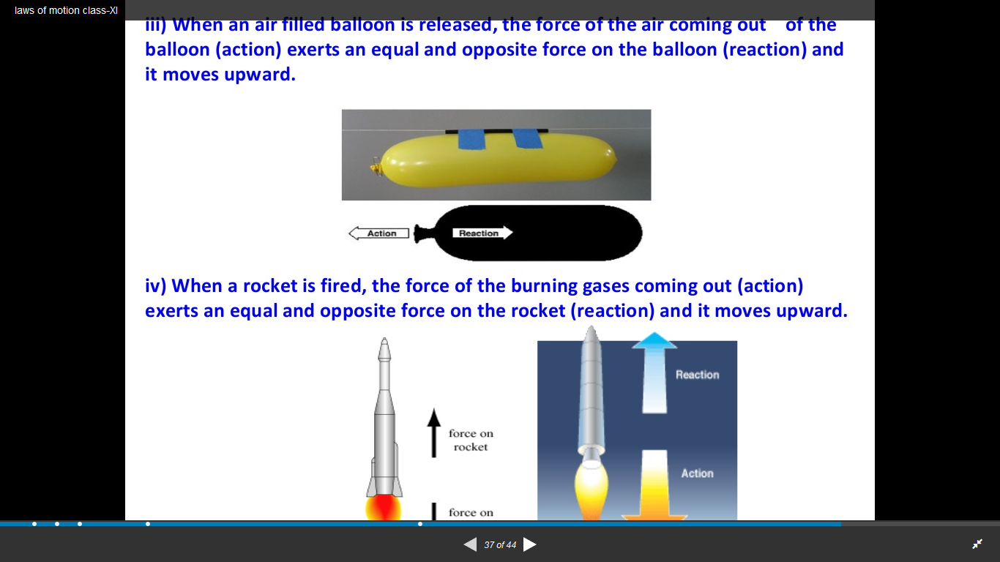 laws of motion class-XI
iii) When an air filled balloon is released, the force of the air coming out of the
balloon (action) exerts an equal and opposite force on the balloon (reaction) and
it moves upward.
Action
Reaction
iv) When a rocket is fired, the force of the burning gases coming out (action)
exerts an equal and opposite force on the rocket (reaction) and it moves upward.
force on
rocket
force on
Reaction
Action
37 of 44